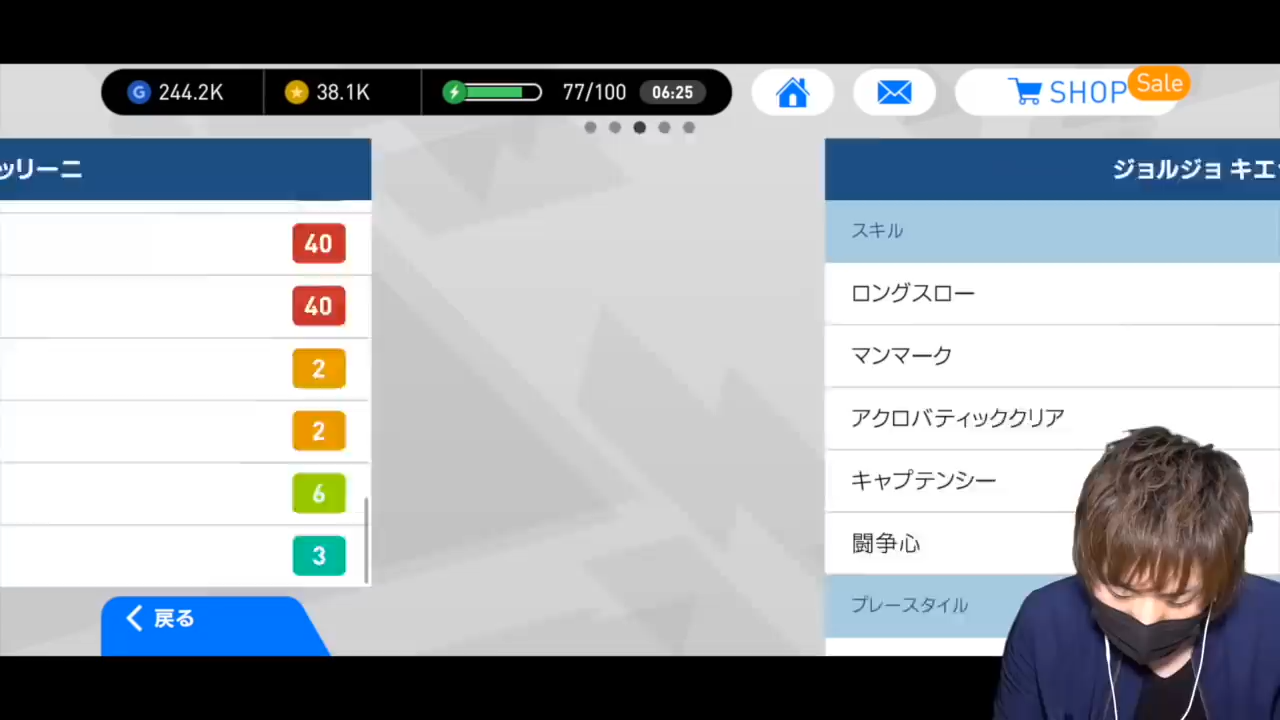 244.2K
38.1K
77/100
06:25
SHOP
Sale
ッリーニ
40
40
2
2
6
3
ジョルジョ キエ
スキル
ロングスロー
マンマーク
アクロバティッククリア
キャプテンシー
闘争心
プレースタイル
戻る